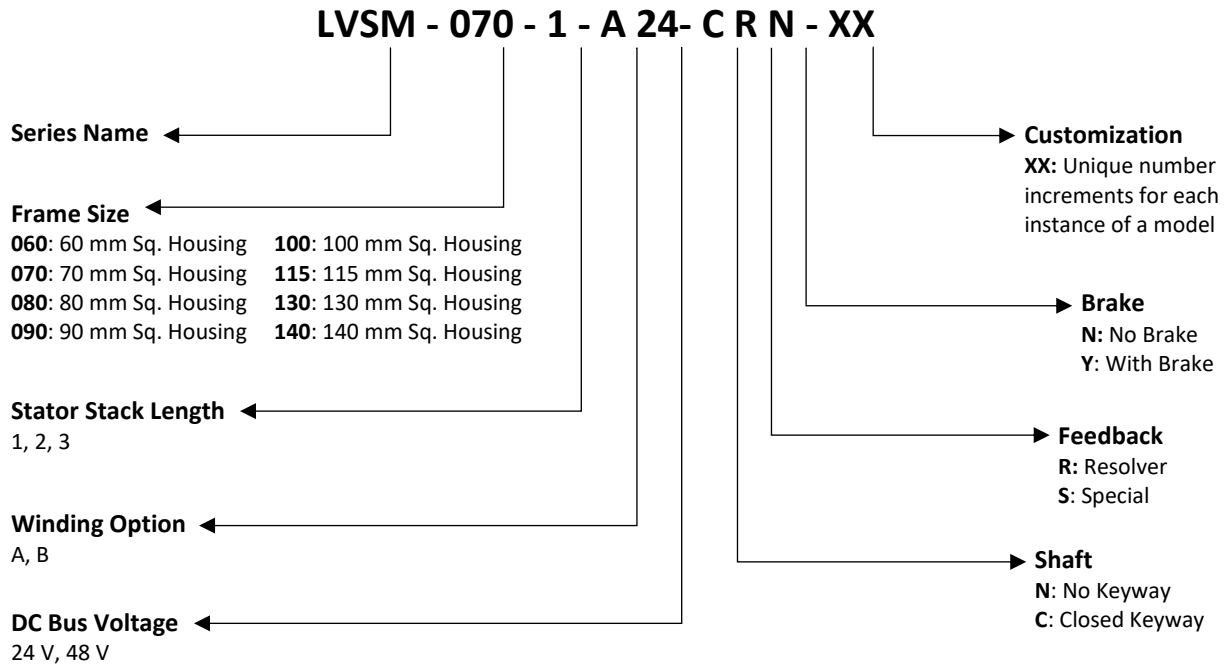 LVSM - 070 - 1 - A 24- C R N - XX
Series Name
Frame Size
060: 60 mm Sq. Housing 100: 100 mm Sq. Housing
070: 70 mm Sq. Housing 115: 115 mm Sq. Housing
080: 80 mm Sq. Housing 130: 130 mm Sq. Housing
090: 90 mm Sq. Housing 140: 140 mm Sq. Housing
Stator Stack Length
1, 2, 3
Winding Option
A, B
DC Bus Voltage
24 V, 48 V
Customization
XX: Unique number
increments for each
instance of a model
Brake
N: No Brake
Y: With Brake
Feedback
R: Resolver
S: Special
Shaft
N: No Keyway
C: Closed Keyway